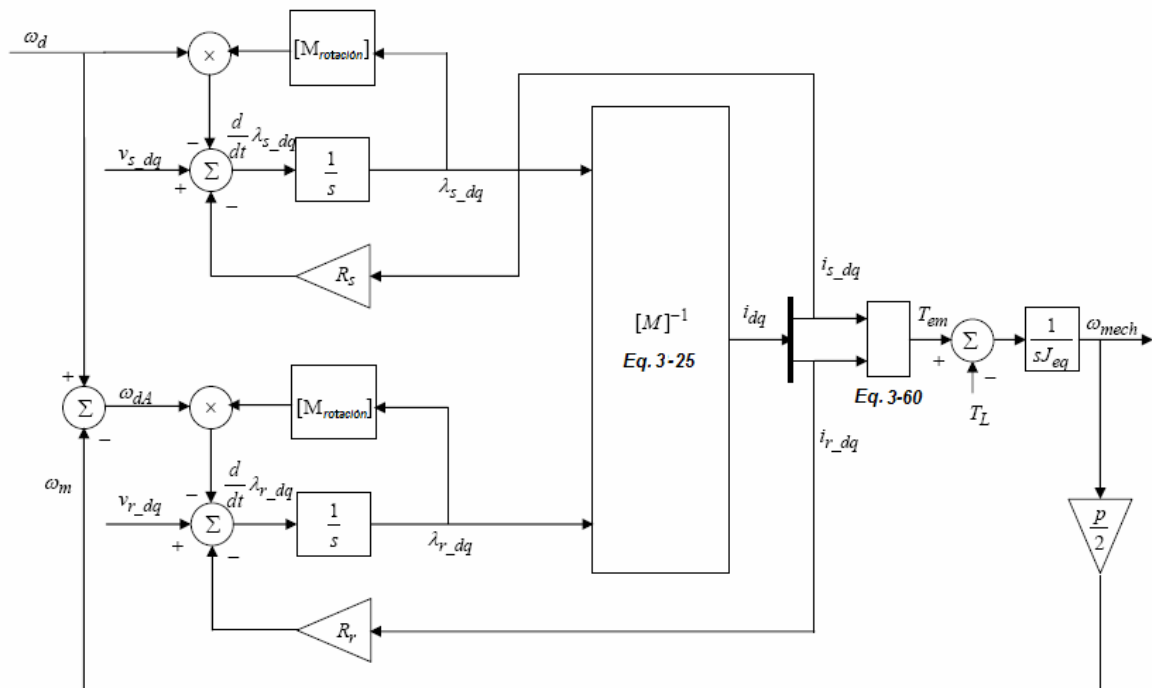 ω_d
×
[M_rotación]
−
d/dt λ_s_dq
v_s_dq
+
Σ
1/s
λ_s_dq
−
R_s
[M]^−1
Eq. 3-25
i_dq
i_s_dq
T_em
+
Σ
−
T_L
1/sJ_eq
ω_mech
Eq. 3-60
i_r_dq
+
Σ
−
ω_dA
×
[M_rotación]
ω_m
−
d/dt λ_r_dq
v_r_dq
+
Σ
1/s
λ_r_dq
−
R_r
p/2